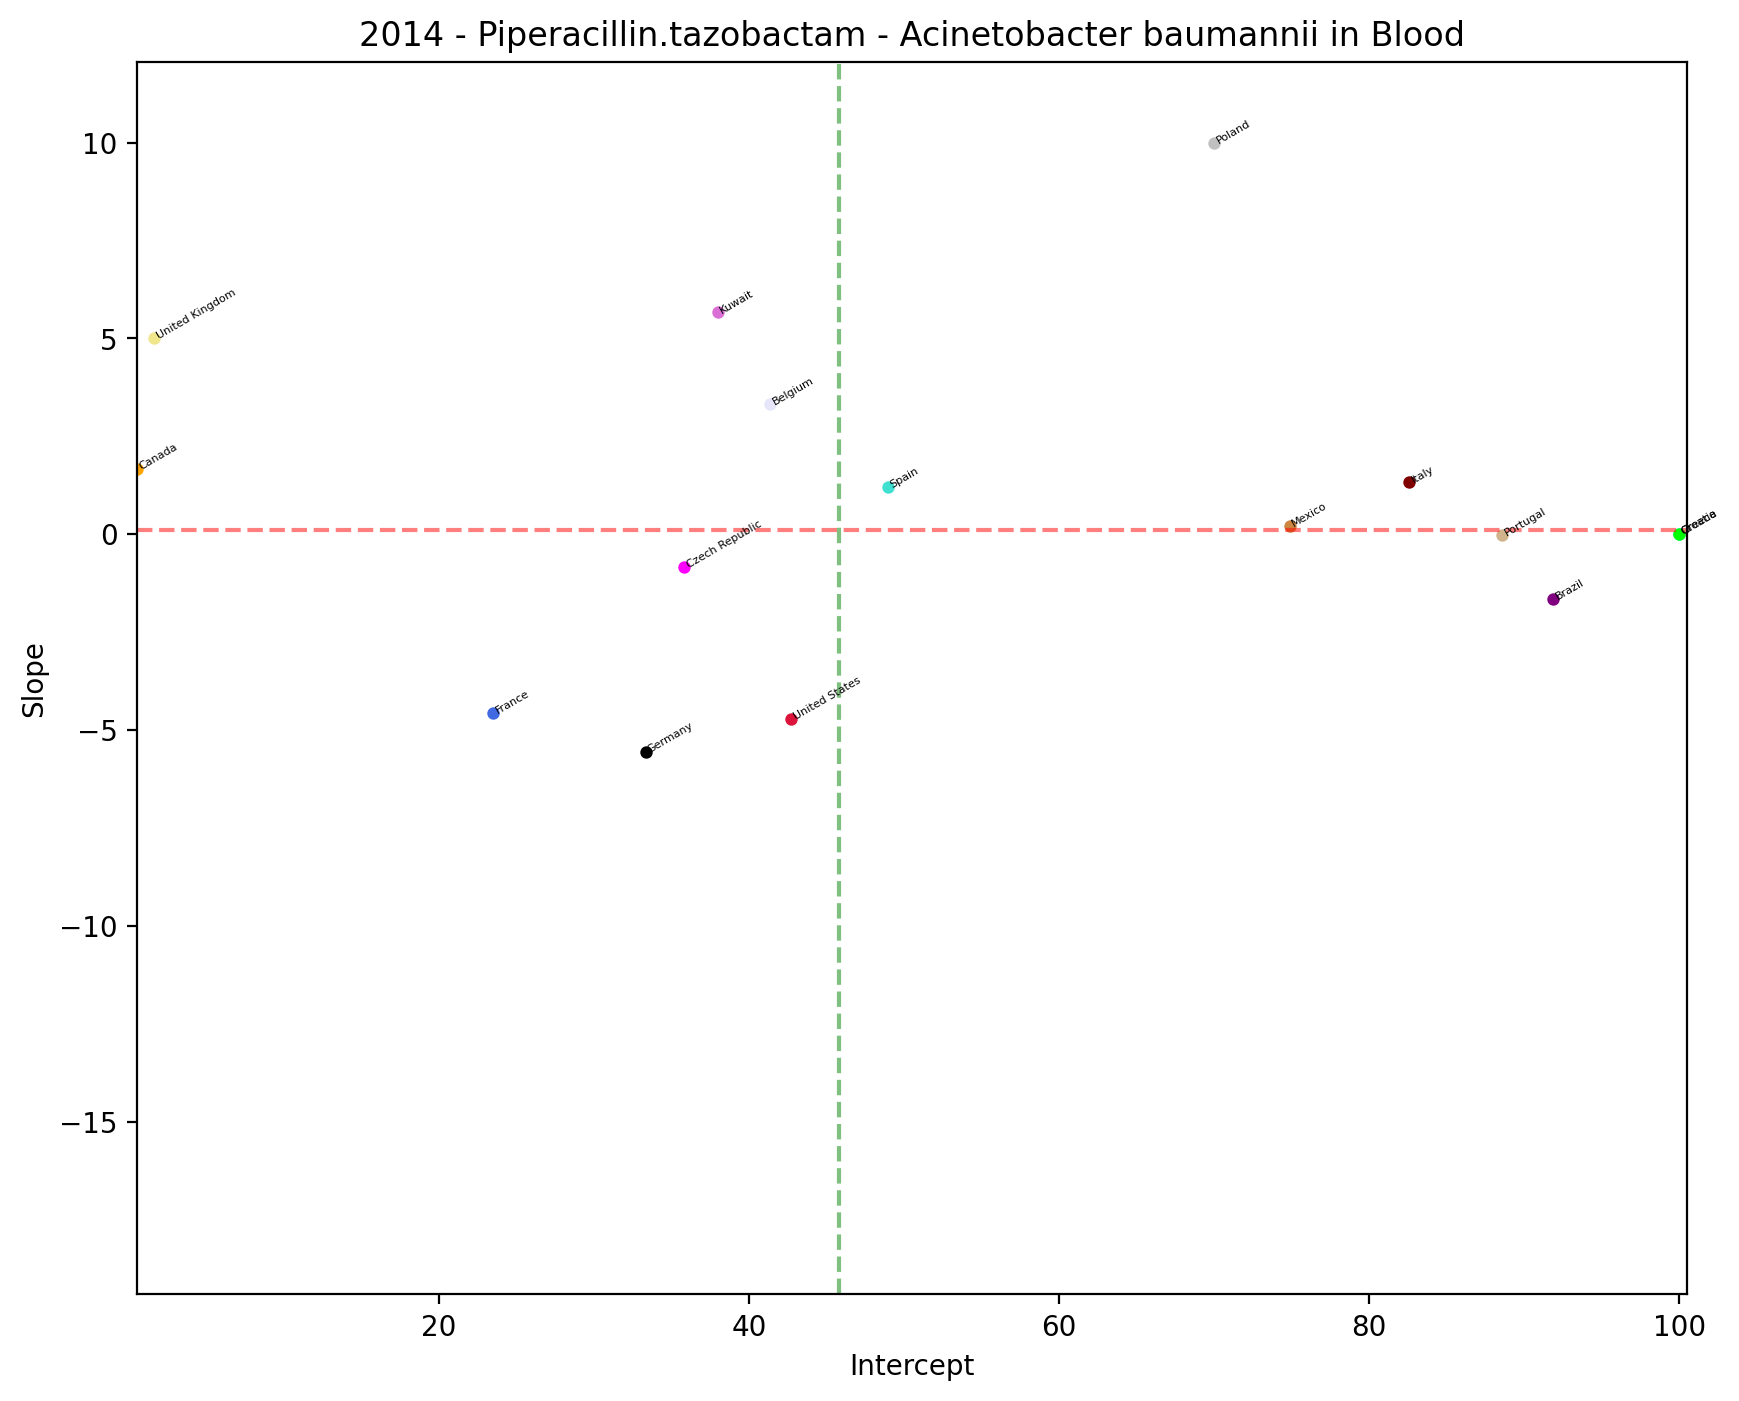 2014 - Piperacillin.tazobactam - Acinetobacter baumannii in Blood
10
5
0
−5
−10
−15
Slope
Poland
United Kingdom
Kuwait
Belgium
Canada
Spain
Italy
Czech Republic
Mexico
Portugal
Brazil
France
United States
Germany
20
40
60
80
100
Intercept